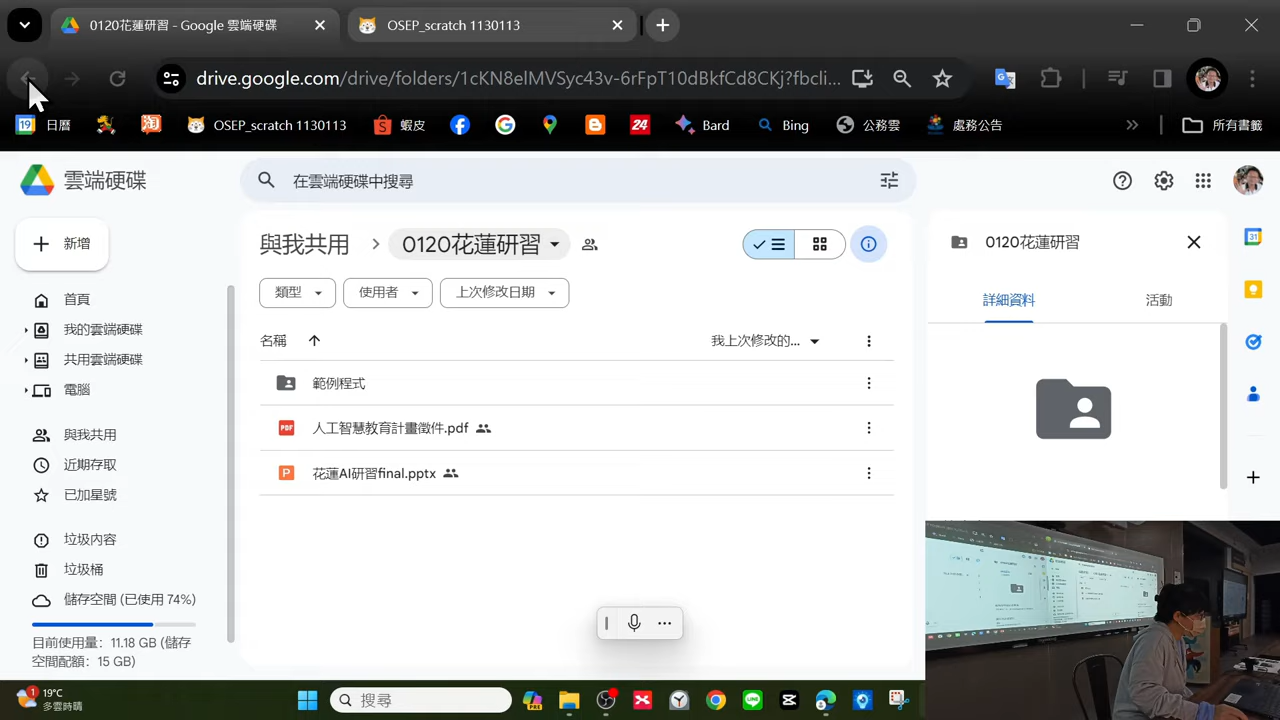 0120花蓮研習 - Google 雲端硬碟
OSEP_scratch 1130113
drive.google.com/drive/folders/1cKN8elMVSyc43v-6rFpT10dBkfCd8CKj?fbcli...
19 日曆
淘
OSEP_scratch 1130113
蝦皮
24
Bard
Bing
公務雲
處務公告
所有書籤
雲端硬碟
在雲端硬碟中搜尋
新增
與我共用
0120花蓮研習
0120花蓮研習
類型
使用者
上次修改日期
詳細資料
活動
首頁
我的雲端硬碟
共用雲端硬碟
電腦
與我共用
近期存取
已加星號
垃圾內容
垃圾桶
儲存空間 (已使用 74%)
目前使用量：11.18 GB (儲存
空間配額：15 GB)
名稱
我上次修改的...
範例程式
PDF 人工智慧教育計畫徵件.pdf
P 花蓮AI研習final.pptx
31
1
19°C
多雲時晴
搜尋
PRE
LINE